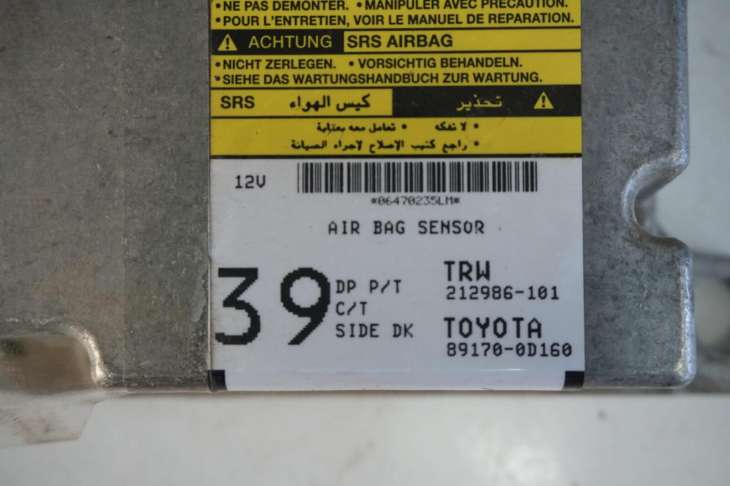 •NE PAS DEMONTER. •MANIPULER AVEC PRECAUTION.
•POUR L'ENTRETIEN, VOIR LE MANUEL DE REPARATION.
ACHTUNG SRS AIRBAG
•NICHT ZERLEGEN. •VORSICHTIG BEHANDELN.
•SIEHE DAS WARTUNGSHANDBUCH ZUR WARTUNG.
تحذير كيس الهواء SRS
• لا تفكه • تعامل معه بعناية
• راجع كتيب الإصلاح لاجراء الصيانة
12V
*06470235LM*
AIR BAG SENSOR
39
DP P/T
C/T
SIDE DK
TRW
212986-101
TOYOTA
89170-0D160